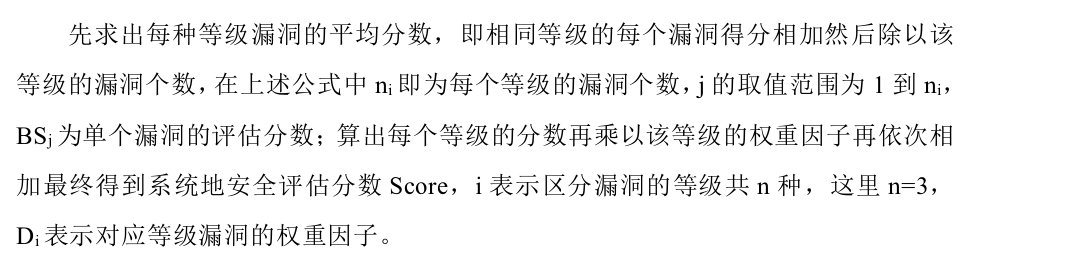 先求出每种等级漏洞的平均分数，即相同等级的每个漏洞得分相加然后除以该
等级的漏洞个数，在上述公式中 nᵢ 即为每个等级的漏洞个数，j 的取值范围为 1 到 nᵢ，
BSⱼ 为单个漏洞的评估分数；算出每个等级的分数再乘以该等级的权重因子再依次相
加最终得到系统地安全评估分数 Score，i 表示区分漏洞的等级共 n 种，这里 n=3，
Dᵢ 表示对应等级漏洞的权重因子。